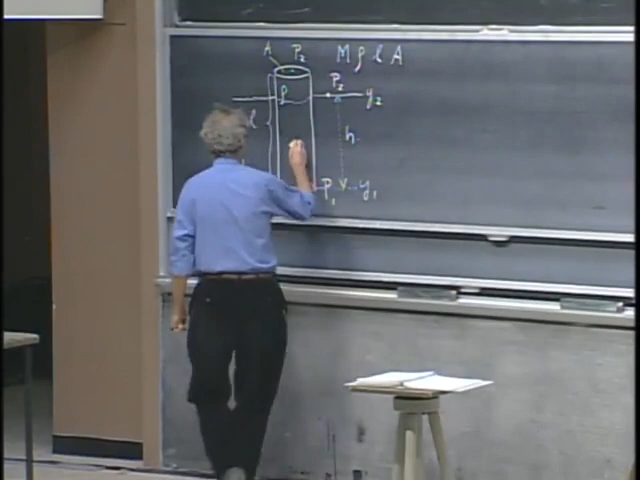 A P₂ M ρ l A
ρ P₂ y₂
l
h
P₁ y₁